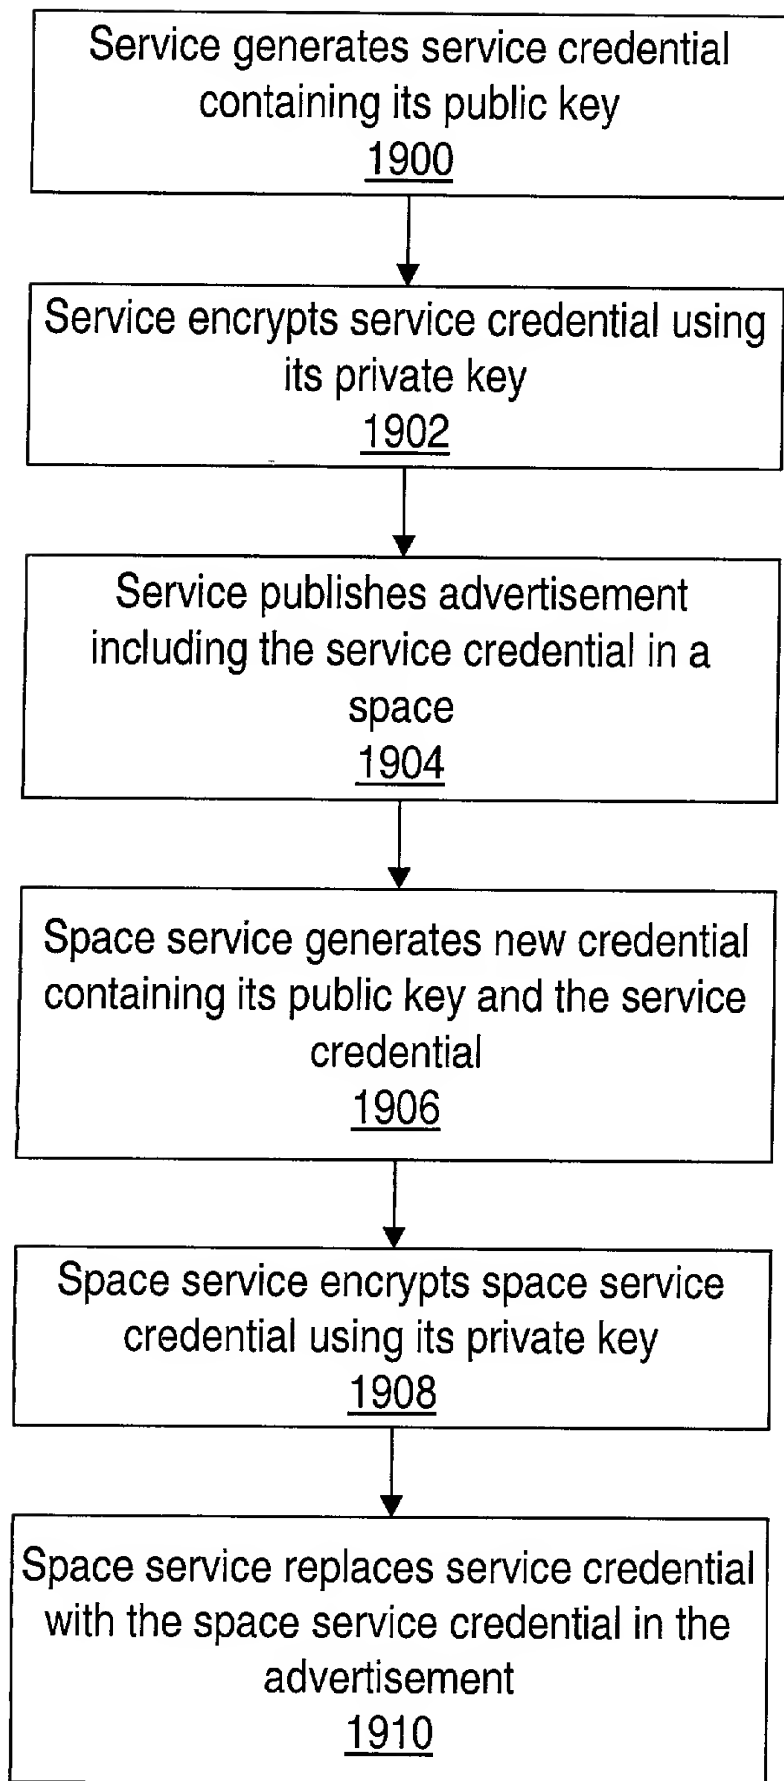 Service generates service credential
containing its public key
1900
Service encrypts service credential using
its private key
1902
Service publishes advertisement
including the service credential in a
space
1904
Space service generates new credential
containing its public key and the service
credential
1906
Space service encrypts space service
credential using its private key
1908
Space service replaces service credential
with the space service credential in the
advertisement
1910